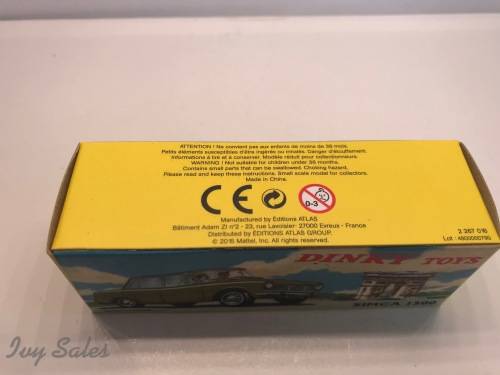 ATTENTION ! Ne convient pas aux enfants de moins de 36 mois.
Petits éléments susceptibles d'être ingérés ou inhalés. Danger d'étouffement.
Informations à lire et à conserver. Modèle réduit pour collectionneurs.
WARNING ! Not suitable for children under 36 months.
Contains small parts that can be swallowed. Choking hazard.
Please read and keep these instructions. Small scale model for collectors.
Made in China.
CE
0-3
Manufactured by Éditions ATLAS
Bâtiment Adam ZI n°2 - 23, rue Lavoisier 27000 Evreux - France
Distributed by ÉDITIONS ATLAS GROUP.
© 2015 Mattel, Inc. All rights reserved.
2 267 016
Lot : 4500000790
DINKY TOYS
SIMCA 1500
Ivy Sales